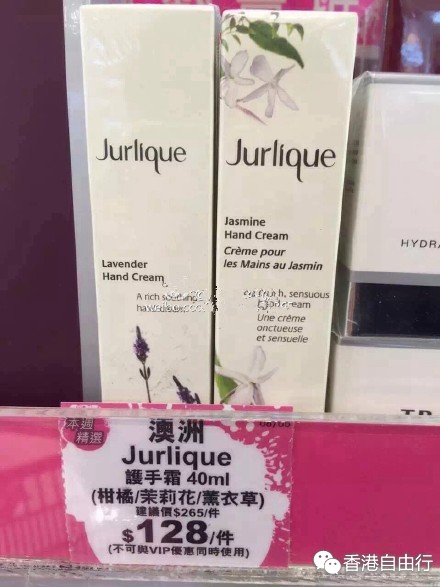 Jurlique
Lavender
Hand Cream
A rich soothing
Jurlique
Jasmine
Hand Cream
Crème pour
les Mains au Jasmin
sensuous
Une crème
onctueuse
et sensuelle
HYDRA
本週
精選
澳洲
Jurlique
護手霜 40ml
(柑橘/茉莉花/薰衣草)
建議價$265/件
$128/件
(不可與VIP優惠同時使用)
香港自由行